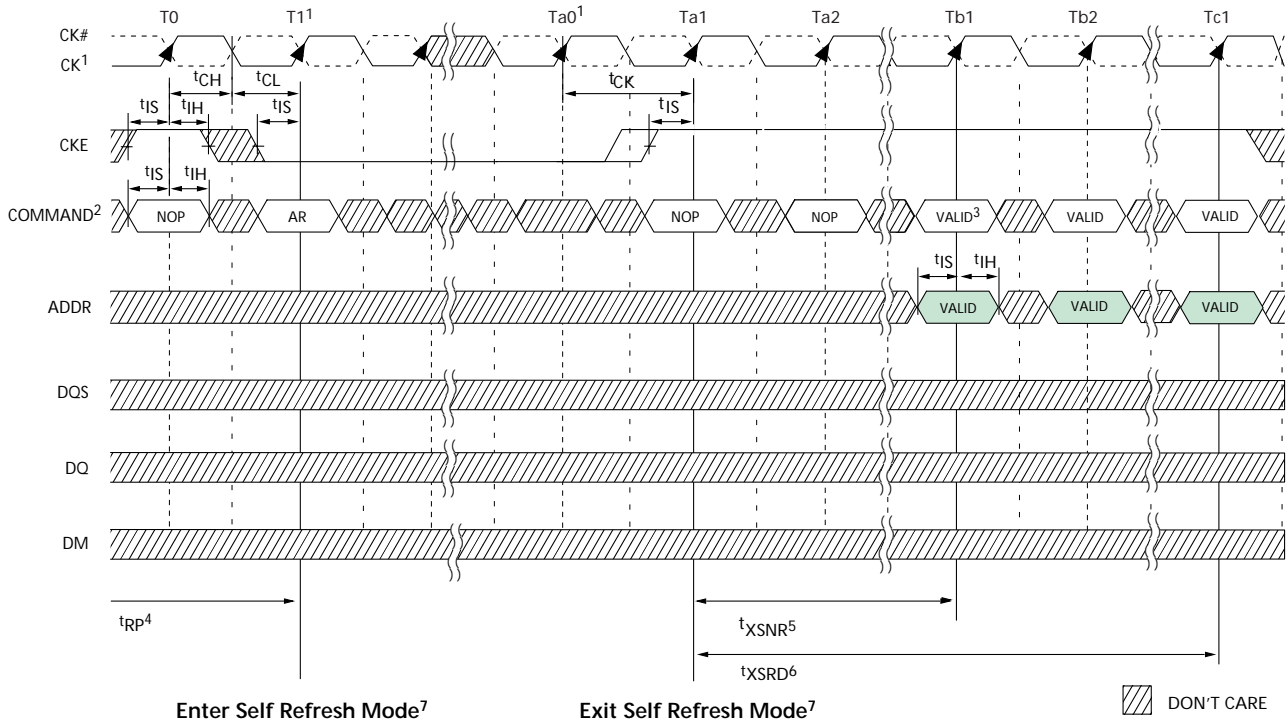 T0 T1¹ Ta0¹ Ta1 Ta2 Tb1 Tb2 Tc1
CK#
CK¹
tCH tCL tCK
tIS tIH tIS tIS
CKE
tIS tIH
COMMAND² NOP AR NOP NOP VALID³ VALID VALID
tIS tIH
ADDR VALID VALID VALID
DQS
DQ
DM
tRP⁴ tXSNR⁵
tXSRD⁶
Enter Self Refresh Mode⁷ Exit Self Refresh Mode⁷ DON'T CARE